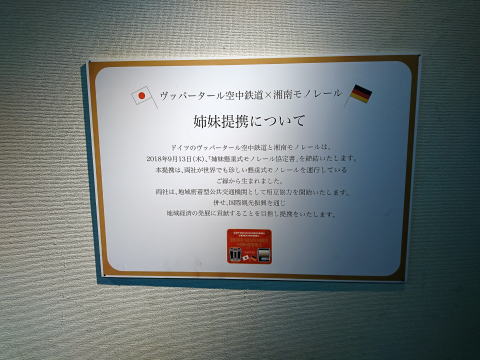 ヴッパータール空中鉄道×湘南モノレール
姉妹提携について
ドイツのヴッパータール空中鉄道と湘南モノレールは、
2018年9月13日(木)、「姉妹懸垂式モノレール協定書」を締結いたします。
本提携は、両社が世界でも珍しい懸垂式モノレールを運行している
ご縁から生まれました。
両社は、地域密着型公共交通機関として相互協力を開始いたします。
併せ、国際観光振興を通じ
地域経済の発展に貢献することを目指し提携をいたします。